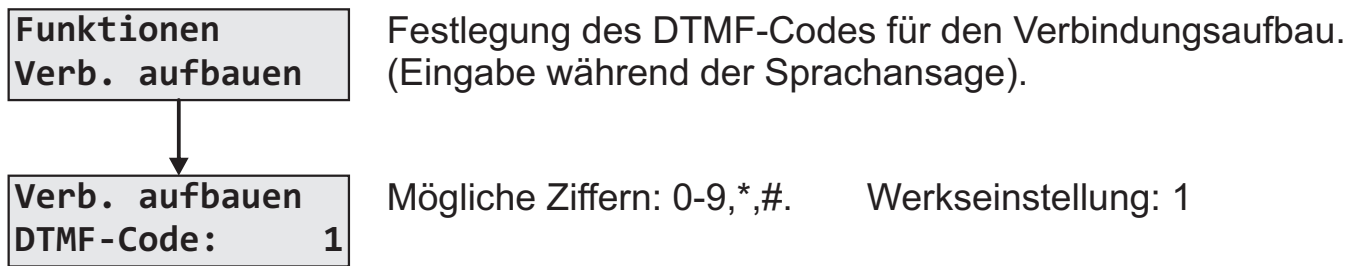 Funktionen
Verb. aufbauen
Festlegung des DTMF-Codes für den Verbindungsaufbau.
(Eingabe während der Sprachansage).
Verb. aufbauen
DTMF-Code: 1
Mögliche Ziffern: 0-9,*,#. Werkseinstellung: 1